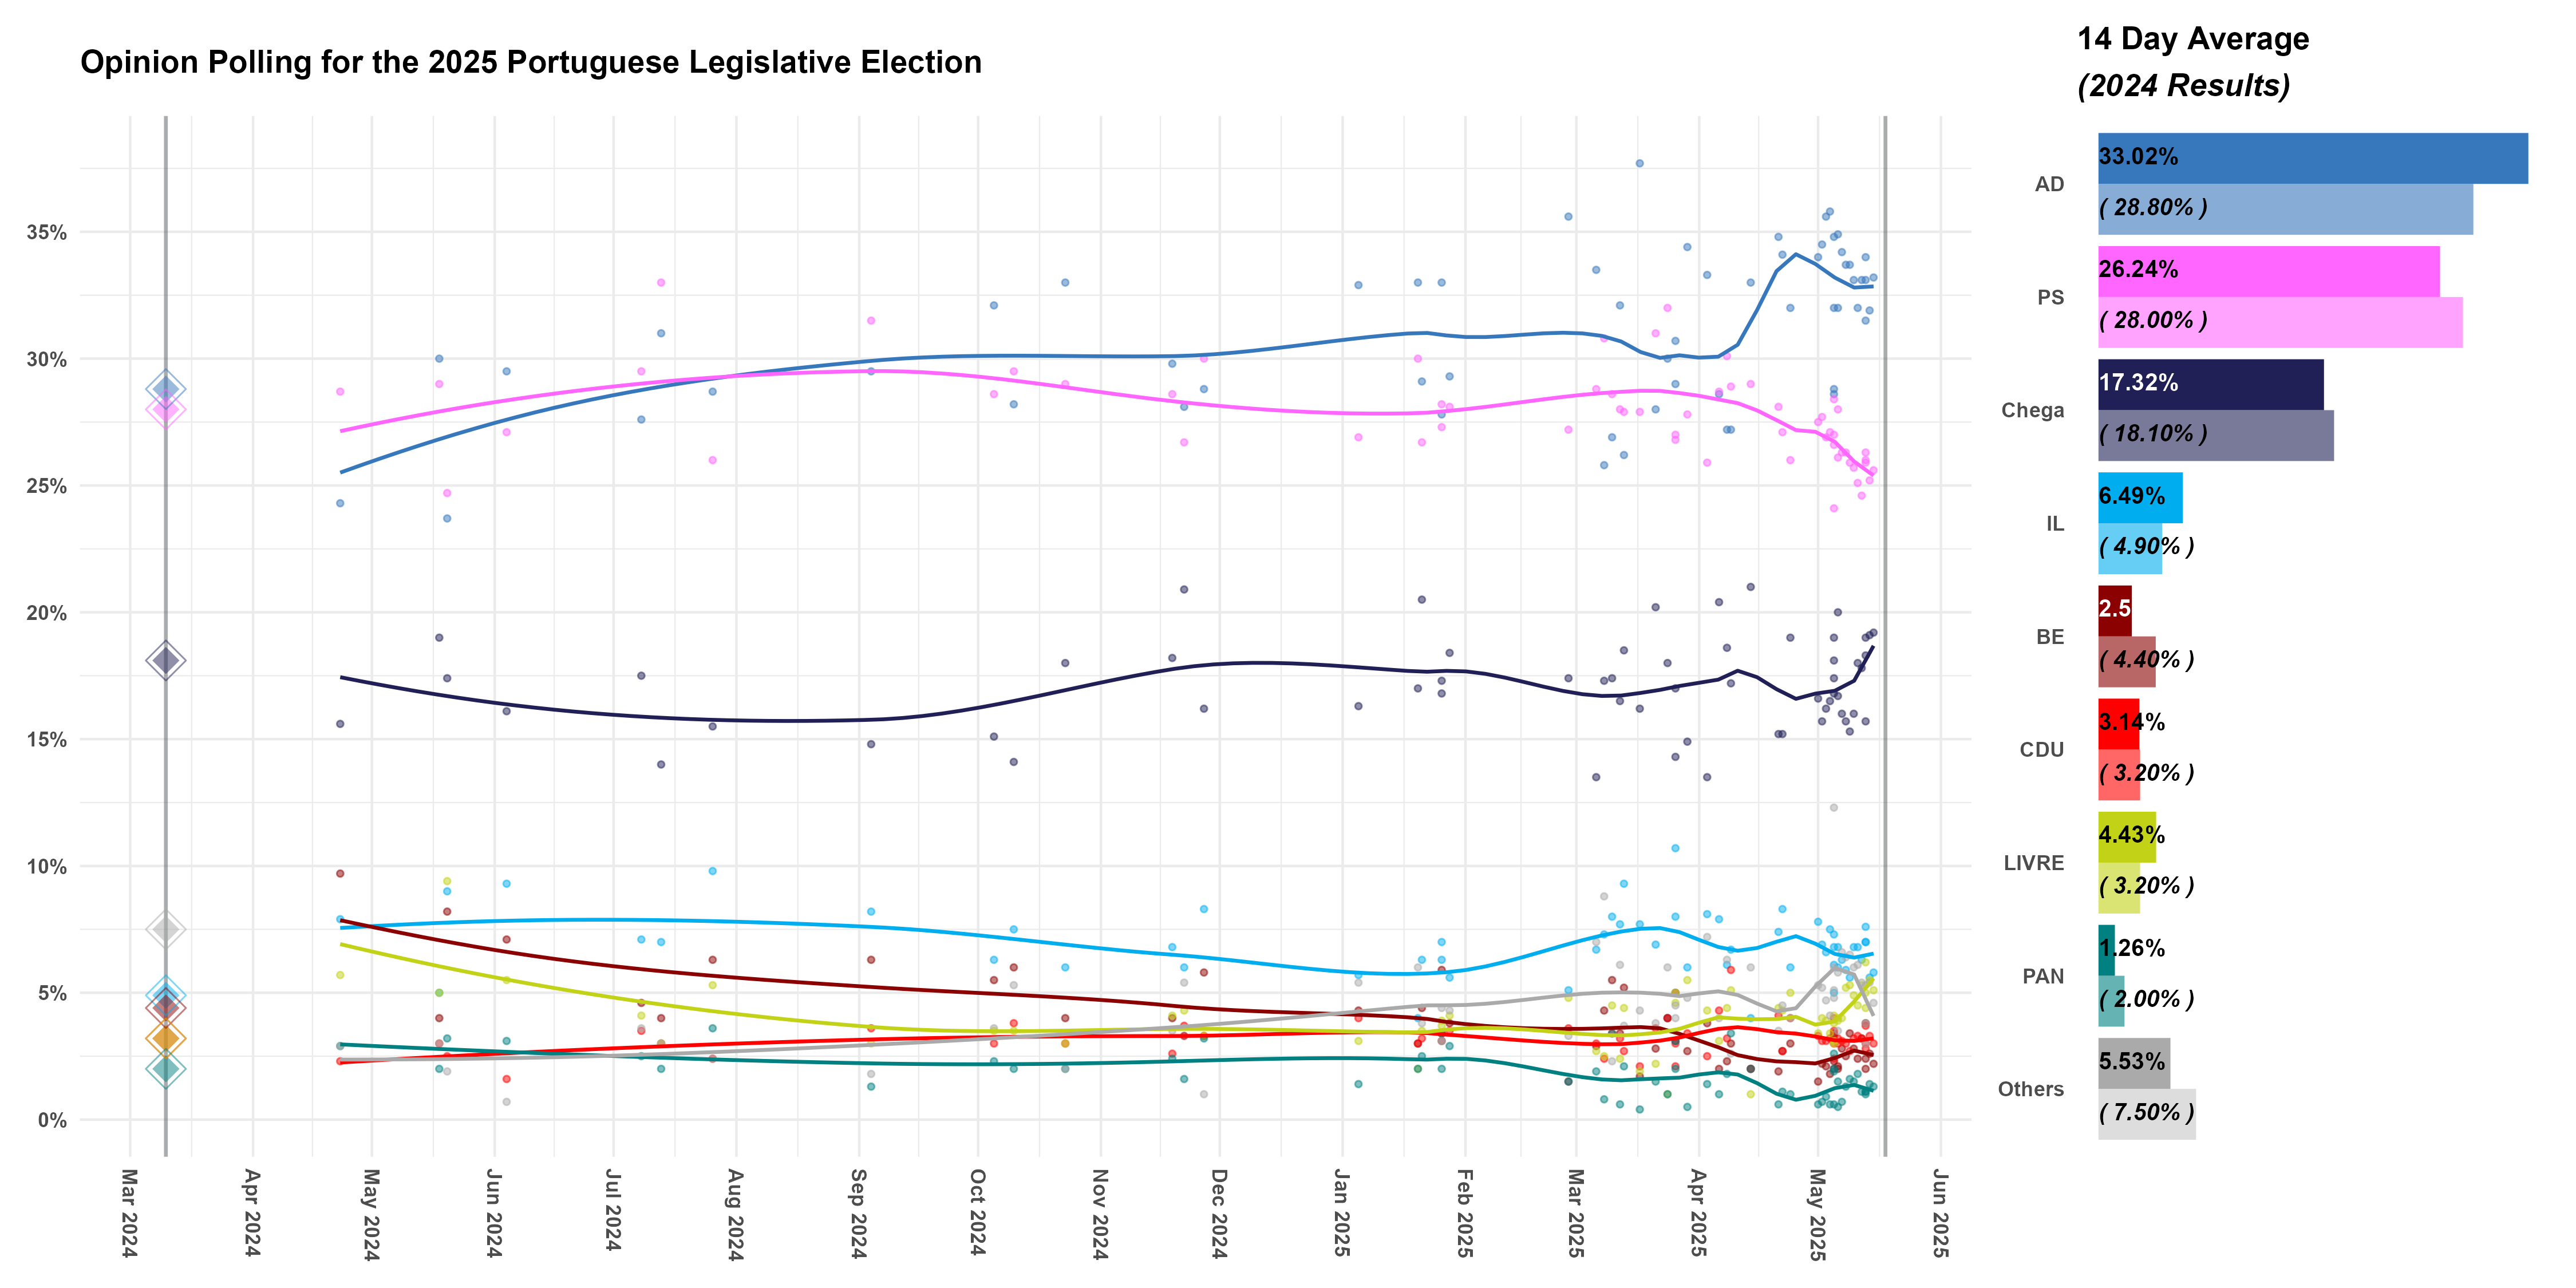 Opinion Polling for the 2025 Portuguese Legislative Election
35%
30%
25%
20%
15%
10%
5%
0%
Mar 2024
Apr 2024
May 2024
Jun 2024
Jul 2024
Aug 2024
Sep 2024
Oct 2024
Nov 2024
Dec 2024
Jan 2025
Feb 2025
Mar 2025
Apr 2025
May 2025
Jun 2025
14 Day Average
(2024 Results)
AD
33.02%
( 28.80% )
PS
26.24%
( 28.00% )
Chega
17.32%
( 18.10% )
IL
6.49%
( 4.90% )
BE
2.5
( 4.40% )
CDU
3.14%
( 3.20% )
LIVRE
4.43%
( 3.20% )
PAN
1.26%
( 2.00% )
Others
5.53%
( 7.50% )